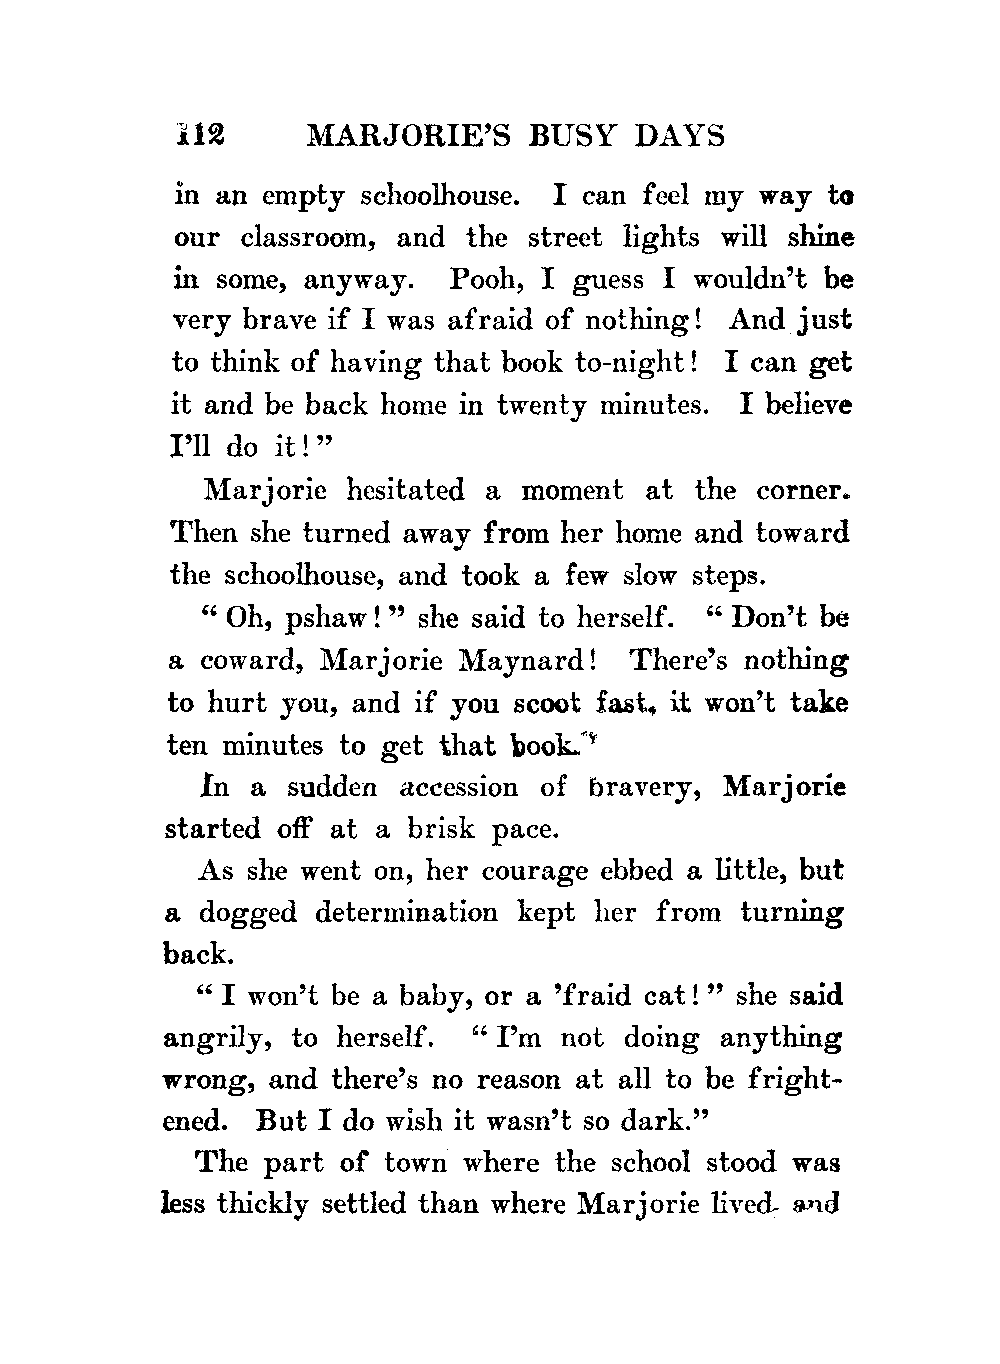 112 MARJORIE'S BUSY DAYS
in an empty schoolhouse. I can feel my way to
our classroom, and the street lights will shine
in some, anyway. Pooh, I guess I wouldn't be
very brave if I was afraid of nothing! And just
to think of having that book to-night! I can get
it and be back home in twenty minutes. I believe
I'll do it!"
Marjorie hesitated a moment at the corner.
Then she turned away from her home and toward
the schoolhouse, and took a few slow steps.
"Oh, pshaw!" she said to herself. "Don't be
a coward, Marjorie Maynard! There's nothing
to hurt you, and if you scoot fast, it won't take
ten minutes to get that book."
In a sudden accession of bravery, Marjorie
started off at a brisk pace.
As she went on, her courage ebbed a little, but
a dogged determination kept her from turning
back.
"I won't be a baby, or a 'fraid cat!" she said
angrily, to herself. "I'm not doing anything
wrong, and there's no reason at all to be fright-
ened. But I do wish it wasn't so dark."
The part of town where the school stood was
less thickly settled than where Marjorie lived, and